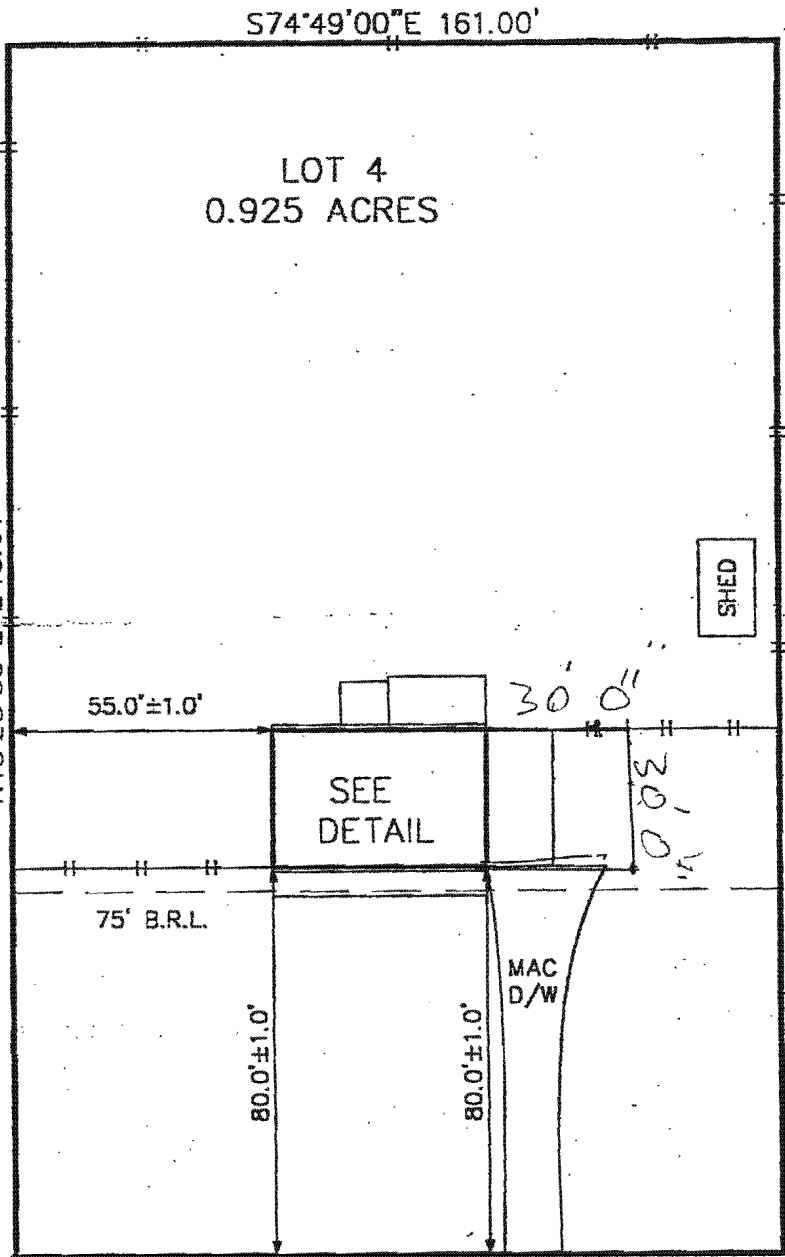 S74°49'00"E 161.00'
LOT 4
0.925 ACRES
SHED
55.0'±1.0'
30' 0"
30' 0"
SEE
DETAIL
75' B.R.L.
MAC
D/W
80.0'±1.0'
80.0'±1.0'